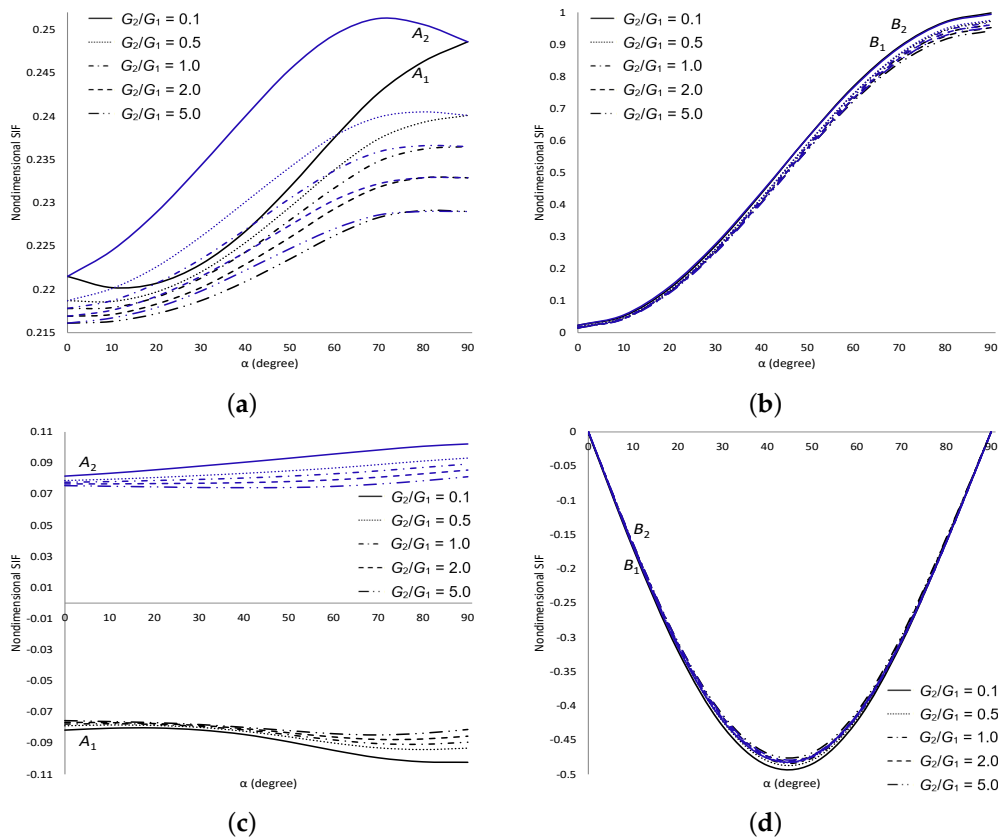 0.25
0.245
0.24
0.235
0.23
0.225
0.22
0.215
Nondimensional SIF
G₂/G₁ = 0.1
G₂/G₁ = 0.5
G₂/G₁ = 1.0
G₂/G₁ = 2.0
G₂/G₁ = 5.0
A₂
A₁
0 10 20 30 40 50 60 70 80 90
α (degree)
(a)
1
0.9
0.8
0.7
0.6
0.5
0.4
0.3
0.2
0.1
0
Nondimensional SIF
G₂/G₁ = 0.1
G₂/G₁ = 0.5
G₂/G₁ = 1.0
G₂/G₁ = 2.0
G₂/G₁ = 5.0
B₂
B₁
0 10 20 30 40 50 60 70 80 90
α (degree)
(b)
0.11
0.09
0.07
0.05
0.03
0.01
-0.01
-0.03
-0.05
-0.07
-0.09
-0.11
Nondimensional SIF
A₂
G₂/G₁ = 0.1
G₂/G₁ = 0.5
G₂/G₁ = 1.0
G₂/G₁ = 2.0
G₂/G₁ = 5.0
0 10 20 30 40 50 60 70 80 90
A₁
α (degree)
(c)
0
-0.05
-0.1
-0.15
-0.2
-0.25
-0.3
-0.35
-0.4
-0.45
-0.5
Nondimensional SIF
0 10 20 30 40 50 60 70 80 90
B₂
B₁
G₂/G₁ = 0.1
G₂/G₁ = 0.5
G₂/G₁ = 1.0
G₂/G₁ = 2.0
G₂/G₁ = 5.0
α (degree)
(d)